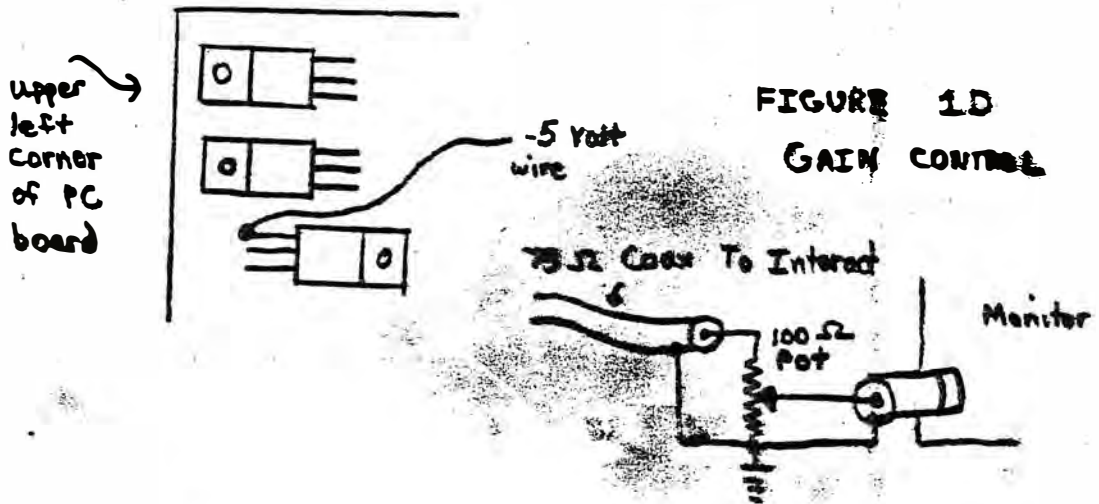 upper
left
corner
of PC
board
-5 Volt
wire
FIGURE 1D
GAIN CONTROL
75 Ω Coax To Interact
100 Ω
Pot
Monitor